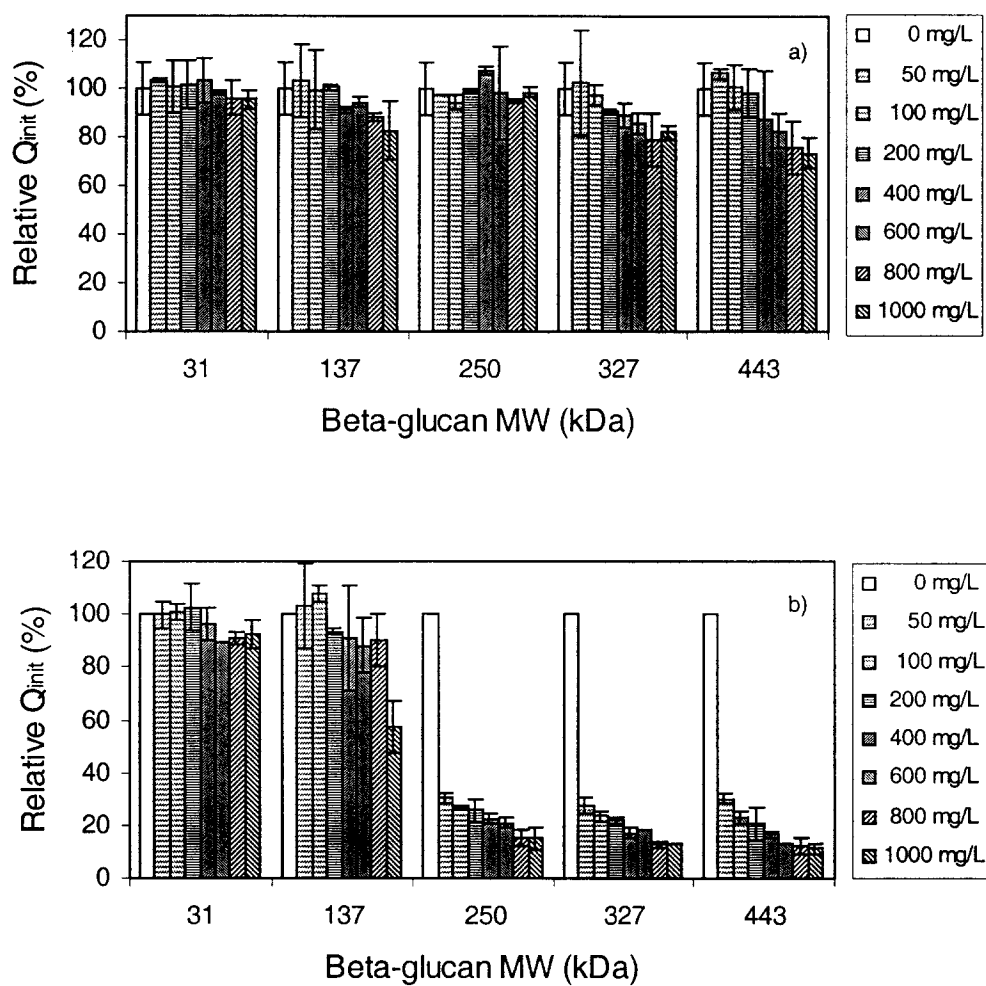 120
100
80
60
40
20
0
Relative Qinit (%)
a)
31 137 250 327 443
Beta-glucan MW (kDa)
0 mg/L
50 mg/L
100 mg/L
200 mg/L
400 mg/L
600 mg/L
800 mg/L
1000 mg/L
120
100
80
60
40
20
0
Relative Qinit (%)
b)
31 137 250 327 443
Beta-glucan MW (kDa)
0 mg/L
50 mg/L
100 mg/L
200 mg/L
400 mg/L
600 mg/L
800 mg/L
1000 mg/L